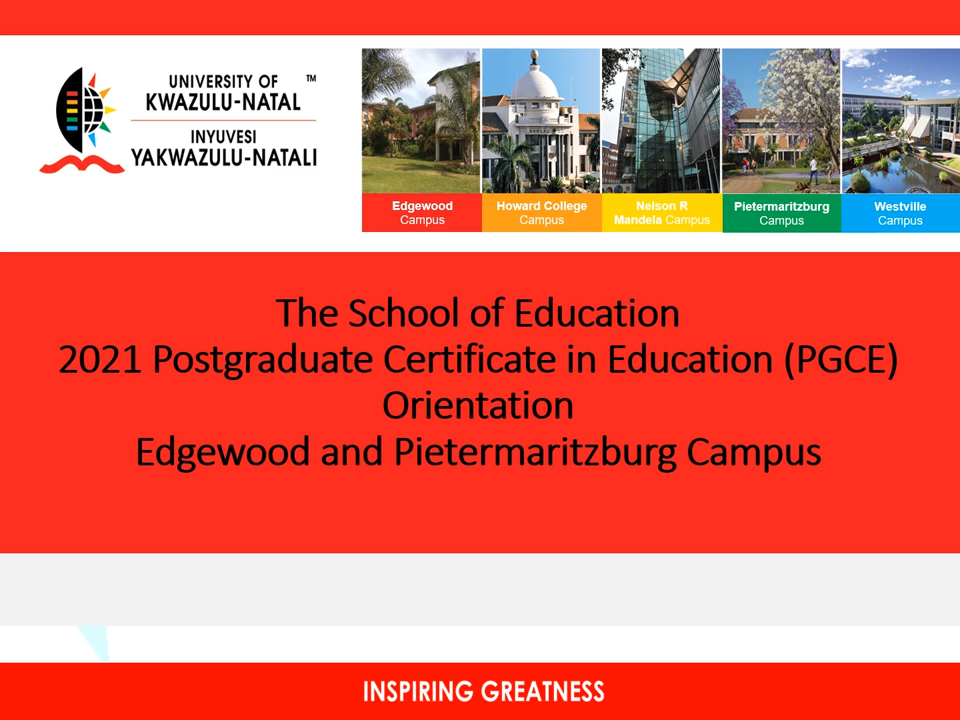 UNIVERSITY OF ™
KWAZULU-NATAL
INYUVESI
YAKWAZULU-NATALI
Edgewood
Campus
Howard College
Campus
Nelson R
Mandela Campus
Pietermaritzburg
Campus
Westville
Campus
The School of Education
2021 Postgraduate Certificate in Education (PGCE)
Orientation
Edgewood and Pietermaritzburg Campus
INSPIRING GREATNESS